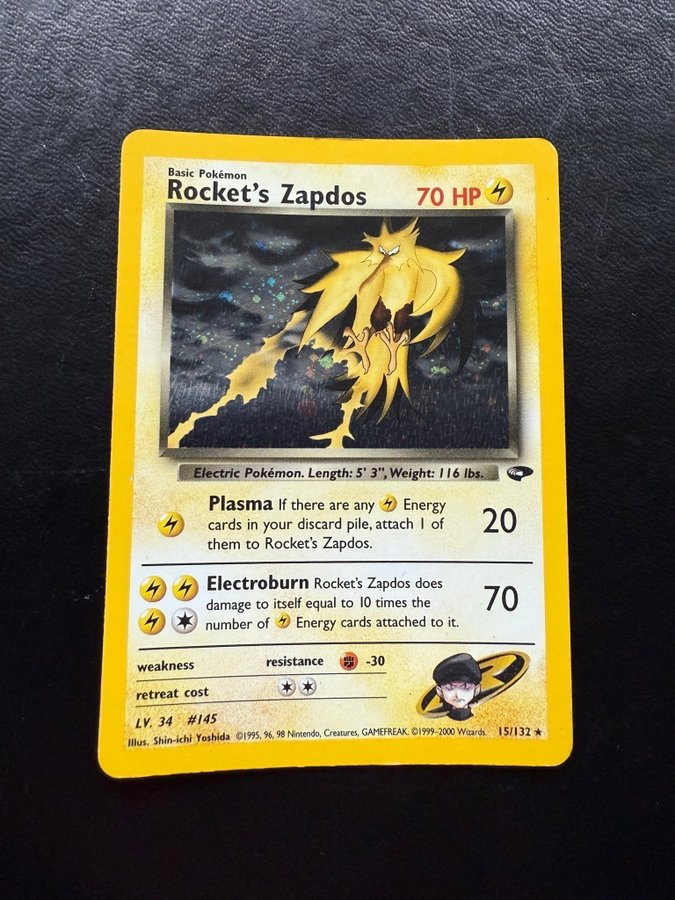 Basic Pokémon
Rocket's Zapdos 70 HP
Electric Pokémon. Length: 5' 3", Weight: 116 lbs.
Plasma If there are any Energy
cards in your discard pile, attach 1 of
them to Rocket's Zapdos.
20
Electroburn Rocket's Zapdos does
damage to itself equal to 10 times the
number of Energy cards attached to it.
70
weakness resistance -30
retreat cost
LV. 34 #145
Illus. Shin-ichi Yoshida ©1995, 96, 98 Nintendo, Creatures, GAMEFREAK. ©1999-2000 Wizards. 15/132 ★